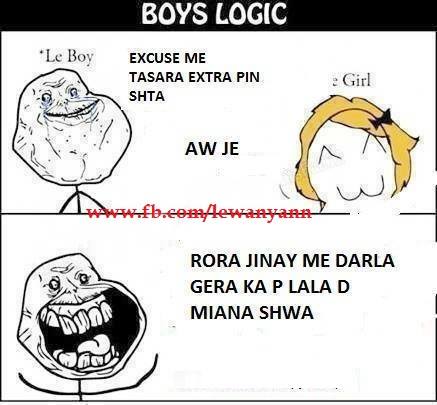 BOYS LOGIC
*Le Boy
EXCUSE ME
TASARA EXTRA PIN
SHTA
e Girl
AW JE
www.fb.com/lewanyann
RORA JINAY ME DARLA
GERA KA P LALA D
MIANA SHWA